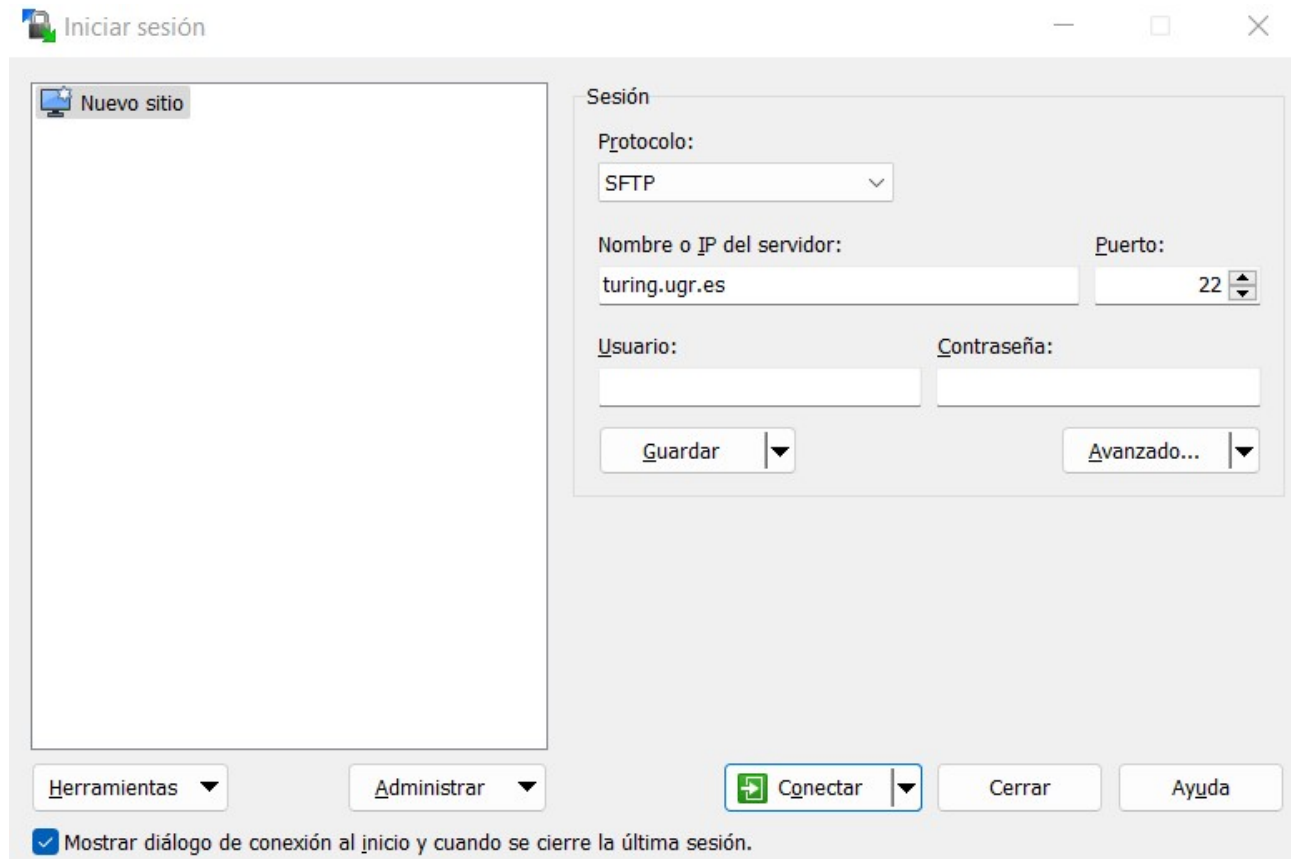 Iniciar sesión
Nuevo sitio
Sesión
Protocolo:
SFTP
Nombre o IP del servidor: Puerto:
turing.ugr.es 22
Usuario: Contraseña:
Guardar Avanzado...
Herramientas Administrar Conectar Cerrar Ayuda
Mostrar diálogo de conexión al inicio y cuando se cierre la última sesión.